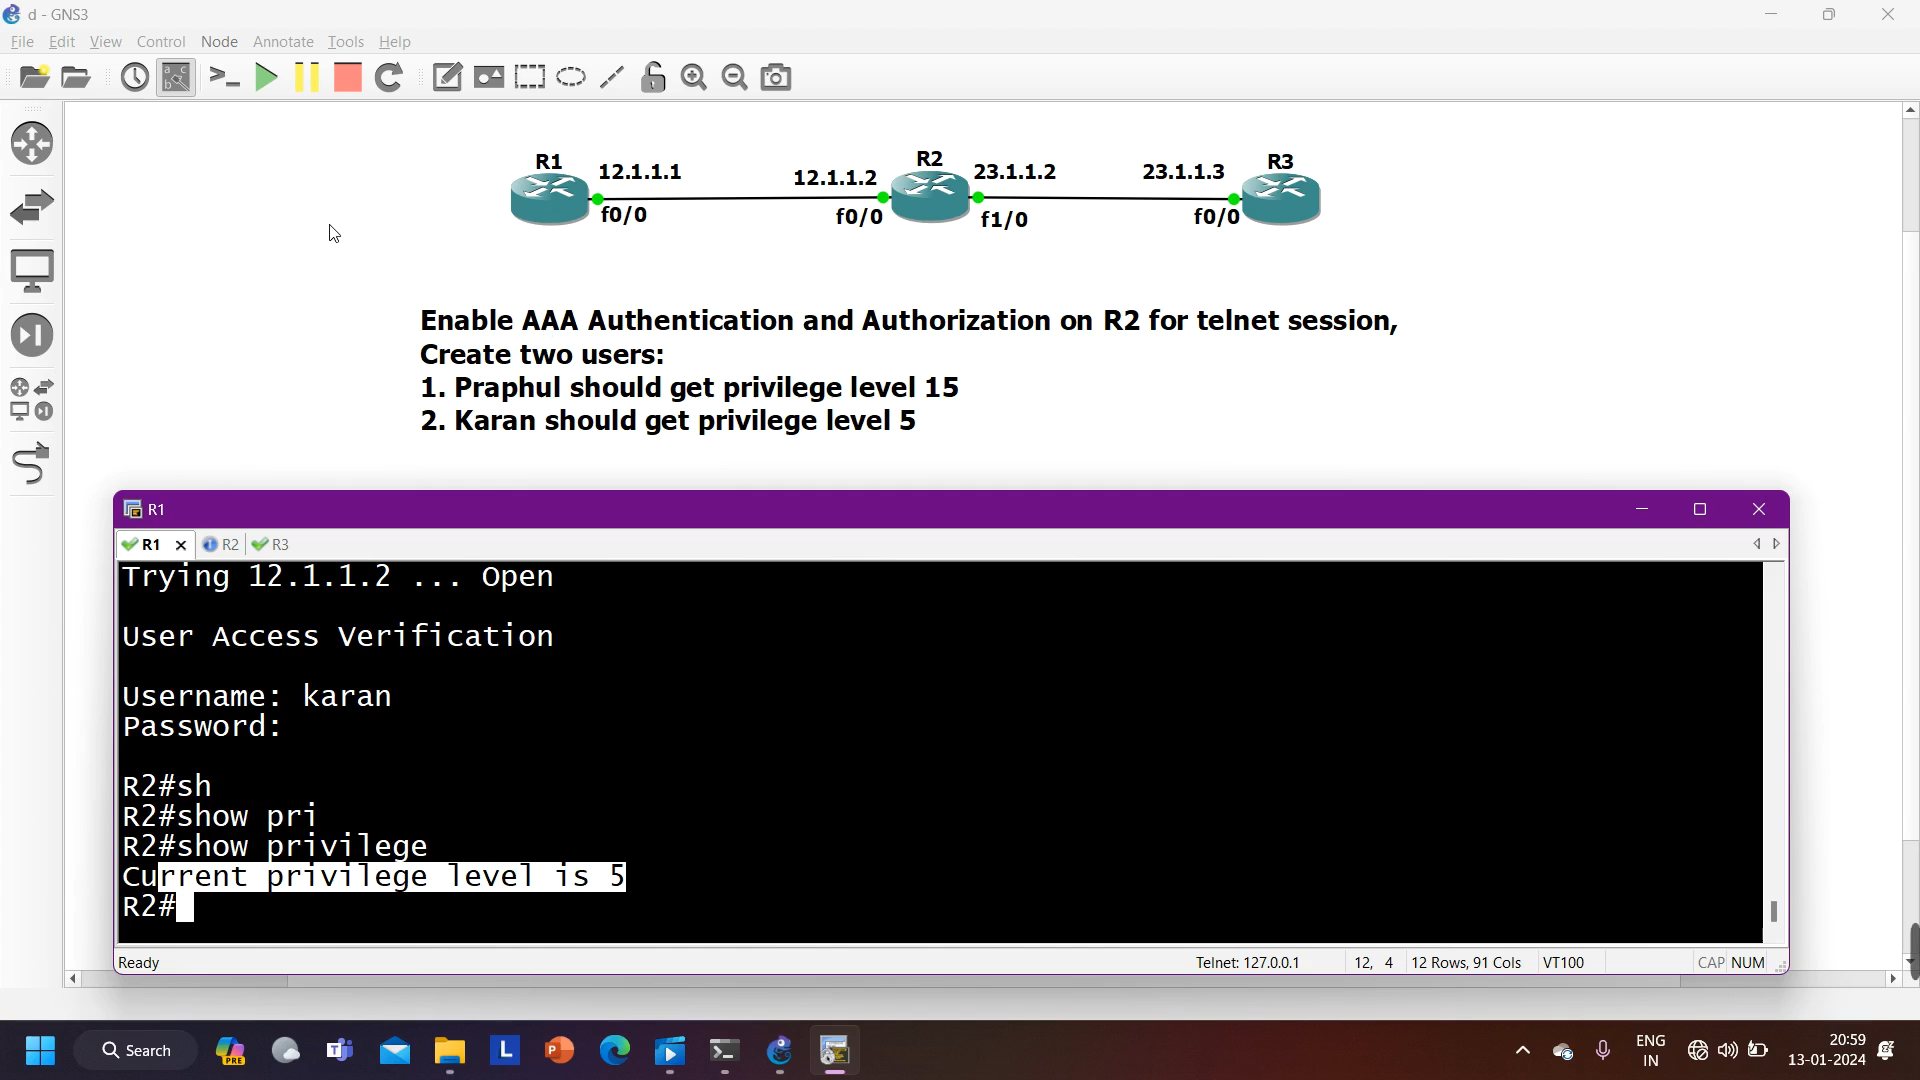 d - GNS3
File Edit View Control Node Annotate Tools Help
R1
12.1.1.1
12.1.1.2
R2
23.1.1.2
23.1.1.3
R3
f0/0
f0/0
f1/0
f0/0
Enable AAA Authentication and Authorization on R2 for telnet session,
Create two users:
1. Praphul should get privilege level 15
2. Karan should get privilege level 5
R1
R1 R2 R3
Trying 12.1.1.2 ... Open
User Access Verification
Username: karan
Password:
R2#sh
R2#show pri
R2#show privilege
Current privilege level is 5
R2#
Ready
Telnet: 127.0.0.1 12, 4 12 Rows, 91 Cols VT100 CAP NUM
Search
PRE
L
ENG
IN
20:59
13-01-2024